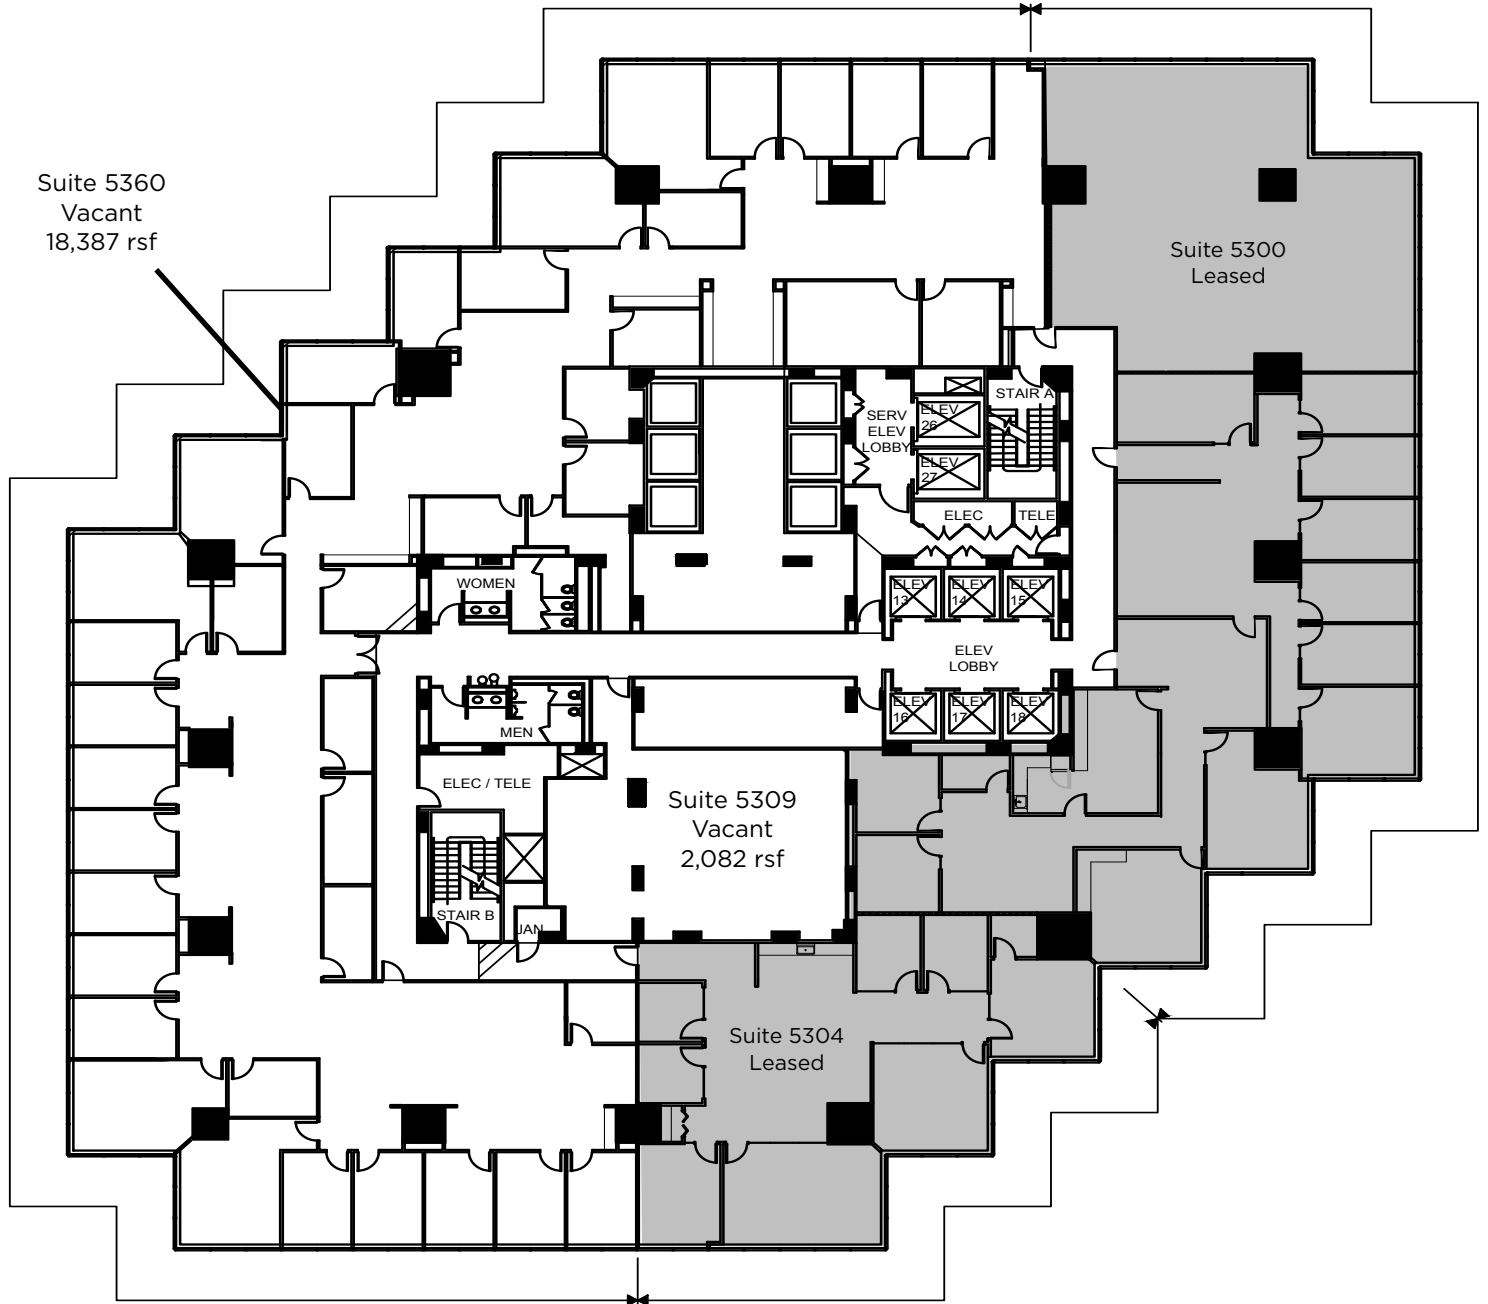 Suite 5360
Vacant
18,387 rsf
Suite 5300
Leased
STAIR A
SERV
ELEV
LOBBY
ELEV
26
ELEV
27
ELEC
TELE
WOMEN
ELEV
13
ELEV
14
ELEV
15
ELEV
LOBBY
ELEV
16
ELEV
17
ELEV
18
MEN
ELEC / TELE
Suite 5309
Vacant
2,082 rsf
STAIR B
JAN
Suite 5304
Leased